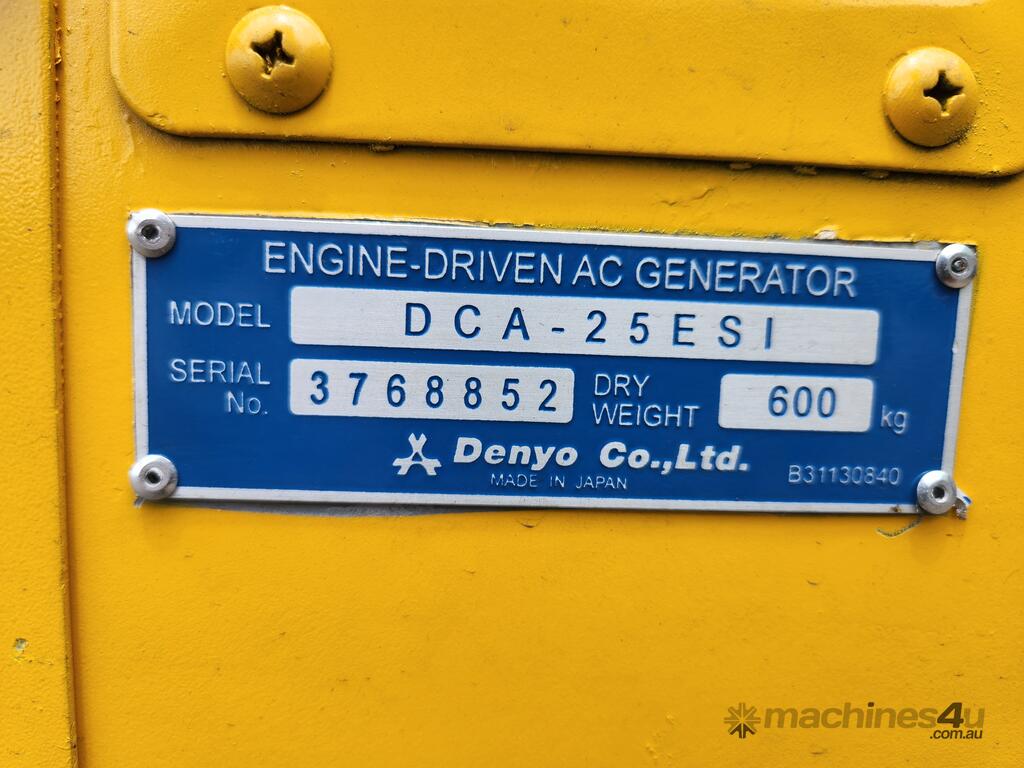 ENGINE-DRIVEN AC GENERATOR
MODEL DCA-25ESI
SERIAL No. 3768852 DRY WEIGHT 600 kg
Denyo Co.,Ltd.
MADE IN JAPAN
B31130840
machines4u
.com.au